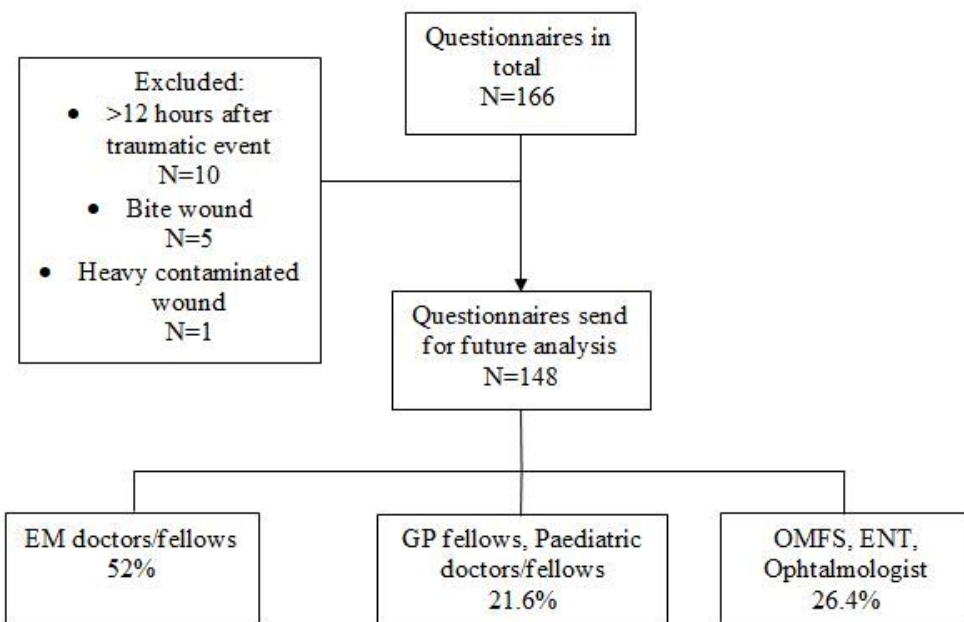 Questionnaires in
total
N=166
Excluded:
• >12 hours after
traumatic event
N=10
• Bite wound
N=5
• Heavy contaminated
wound
N=1
Questionnaires send
for future analysis
N=148
EM doctors/fellows
52%
GP fellows, Paediatric
doctors/fellows
21.6%
OMFS, ENT,
Ophtalmologist
26.4%